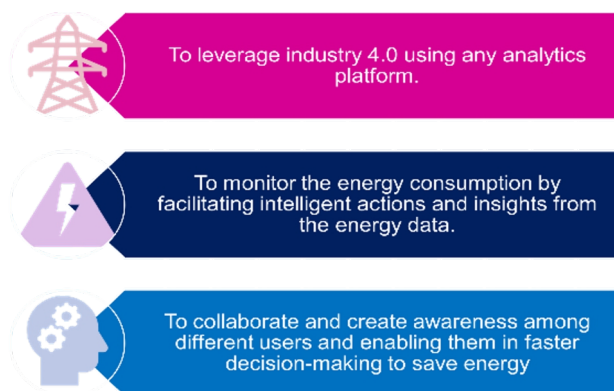 To leverage industry 4.0 using any analytics
platform.
To monitor the energy consumption by
facilitating intelligent actions and insights from
the energy data.
To collaborate and create awareness among
different users and enabling them in faster
decision-making to save energy